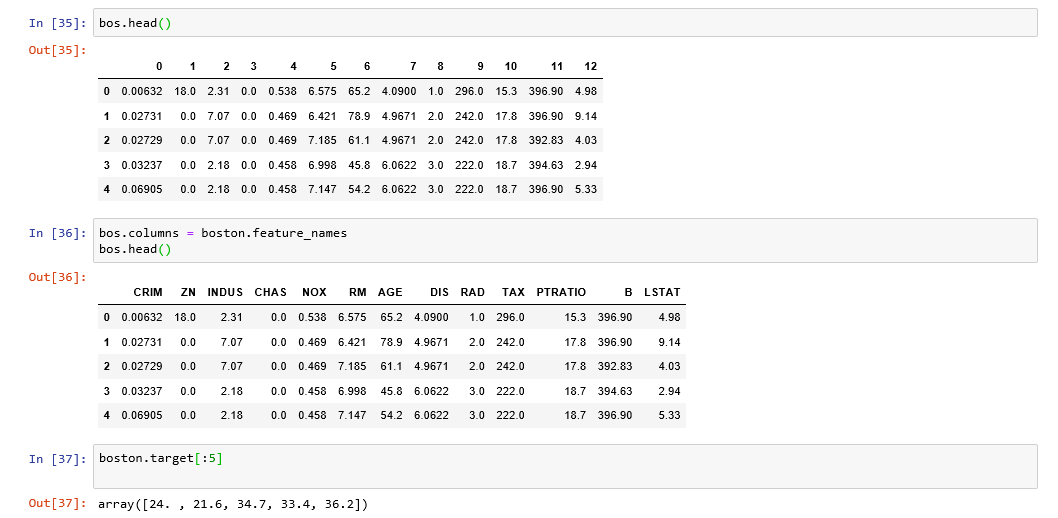 In [35]: bos.head()
Out[35]:
0 1 2 3 4 5 6 7 8 9 10 11 12
0 0.00632 18.0 2.31 0.0 0.538 6.575 65.2 4.0900 1.0 296.0 15.3 396.90 4.98
1 0.02731 0.0 7.07 0.0 0.469 6.421 78.9 4.9671 2.0 242.0 17.8 396.90 9.14
2 0.02729 0.0 7.07 0.0 0.469 7.185 61.1 4.9671 2.0 242.0 17.8 392.83 4.03
3 0.03237 0.0 2.18 0.0 0.458 6.998 45.8 6.0622 3.0 222.0 18.7 394.63 2.94
4 0.06905 0.0 2.18 0.0 0.458 7.147 54.2 6.0622 3.0 222.0 18.7 396.90 5.33
In [36]: bos.columns = boston.feature_names
bos.head()
Out[36]:
CRIM ZN INDUS CHAS NOX RM AGE DIS RAD TAX PTRATIO B LSTAT
0 0.00632 18.0 2.31 0.0 0.538 6.575 65.2 4.0900 1.0 296.0 15.3 396.90 4.98
1 0.02731 0.0 7.07 0.0 0.469 6.421 78.9 4.9671 2.0 242.0 17.8 396.90 9.14
2 0.02729 0.0 7.07 0.0 0.469 7.185 61.1 4.9671 2.0 242.0 17.8 392.83 4.03
3 0.03237 0.0 2.18 0.0 0.458 6.998 45.8 6.0622 3.0 222.0 18.7 394.63 2.94
4 0.06905 0.0 2.18 0.0 0.458 7.147 54.2 6.0622 3.0 222.0 18.7 396.90 5.33
In [37]: boston.target[:5]
Out[37]: array([24. , 21.6, 34.7, 33.4, 36.2])